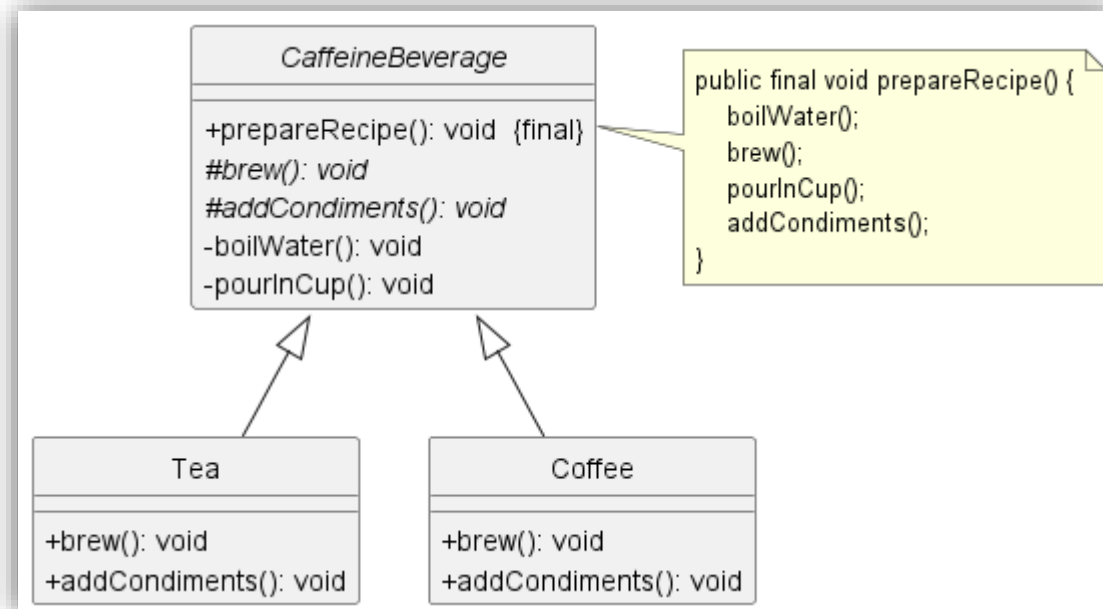 CaffeineBeverage
+prepareRecipe(): void {final}
#brew(): void
#addCondiments(): void
-boilWater(): void
-pourInCup(): void
public final void prepareRecipe() {
boilWater();
brew();
pourInCup();
addCondiments();
}
Tea
+brew(): void
+addCondiments(): void
Coffee
+brew(): void
+addCondiments(): void